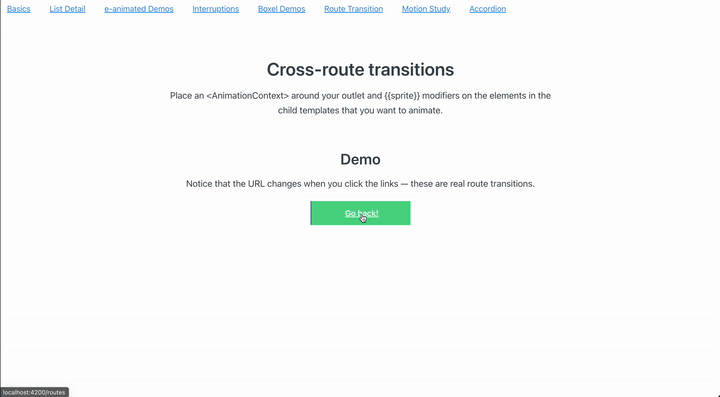 Basics List Detail e-animated Demos Interruptions Boxel Demos Route Transition Motion Study Accordion
Cross-route transitions
Place an <AnimationContext> around your outlet and {{sprite}} modifiers on the elements in the
child templates that you want to animate.
Demo
Notice that the URL changes when you click the links — these are real route transitions.
Go back!
localhost:4200/routes